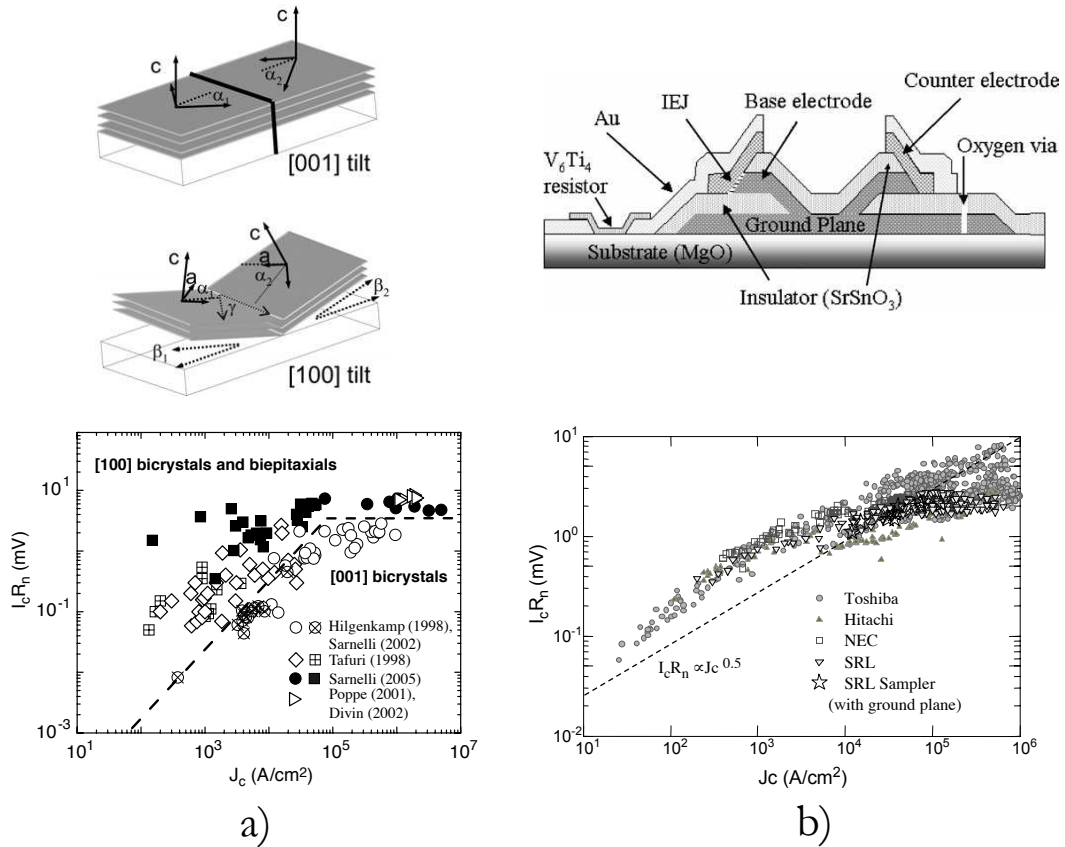 c
c
α1
α2
[001] tilt
c
c
a
a
α1
α2
γ
β2
β1
[100] tilt
IEJ
Base electrode
Counter electrode
Au
Oxygen via
V6Ti4
resistor
Ground Plane
Substrate (MgO)
Insulator (SrSnO3)
[100] bicrystals and biepitaxials
[001] bicrystals
Hilgenkamp (1998),
Sarnelli (2002)
Tafuri (1998)
Sarnelli (2005)
Poppe (2001),
Divin (2002)
10^1
10^-1
10^-3
IcRn (mV)
10^1
10^3
10^5
10^7
Jc (A/cm²)
a)
10^1
10^0
10^-1
10^-2
IcRn (mV)
Toshiba
Hitachi
NEC
SRL
SRL Sampler
(with ground plane)
IcRn ∝Jc 0.5
10^1
10^2
10^3
10^4
10^5
10^6
Jc (A/cm²)
b)